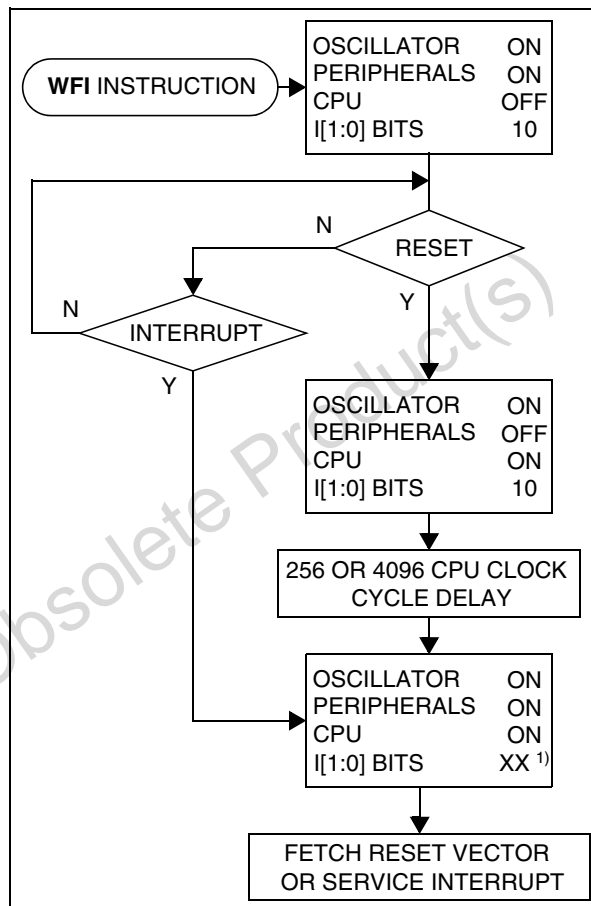 WFI INSTRUCTION
OSCILLATOR ON
PERIPHERALS ON
CPU OFF
I[1:0] BITS 10
N
RESET
N
INTERRUPT
Y
Y
OSCILLATOR ON
PERIPHERALS OFF
CPU ON
I[1:0] BITS 10
256 OR 4096 CPU CLOCK
CYCLE DELAY
OSCILLATOR ON
PERIPHERALS ON
CPU ON
I[1:0] BITS XX 1)
FETCH RESET VECTOR
OR SERVICE INTERRUPT
Obsolete Product(s)